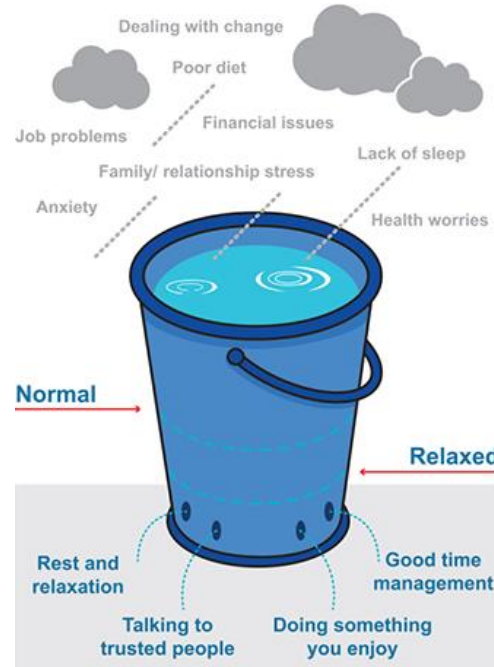 Dealing with change
Poor diet
Job problems
Financial issues
Family/ relationship stress
Lack of sleep
Anxiety
Health worries
Normal
Relaxed
Rest and
relaxation
Talking to
trusted people
Doing something
you enjoy
Good time
management